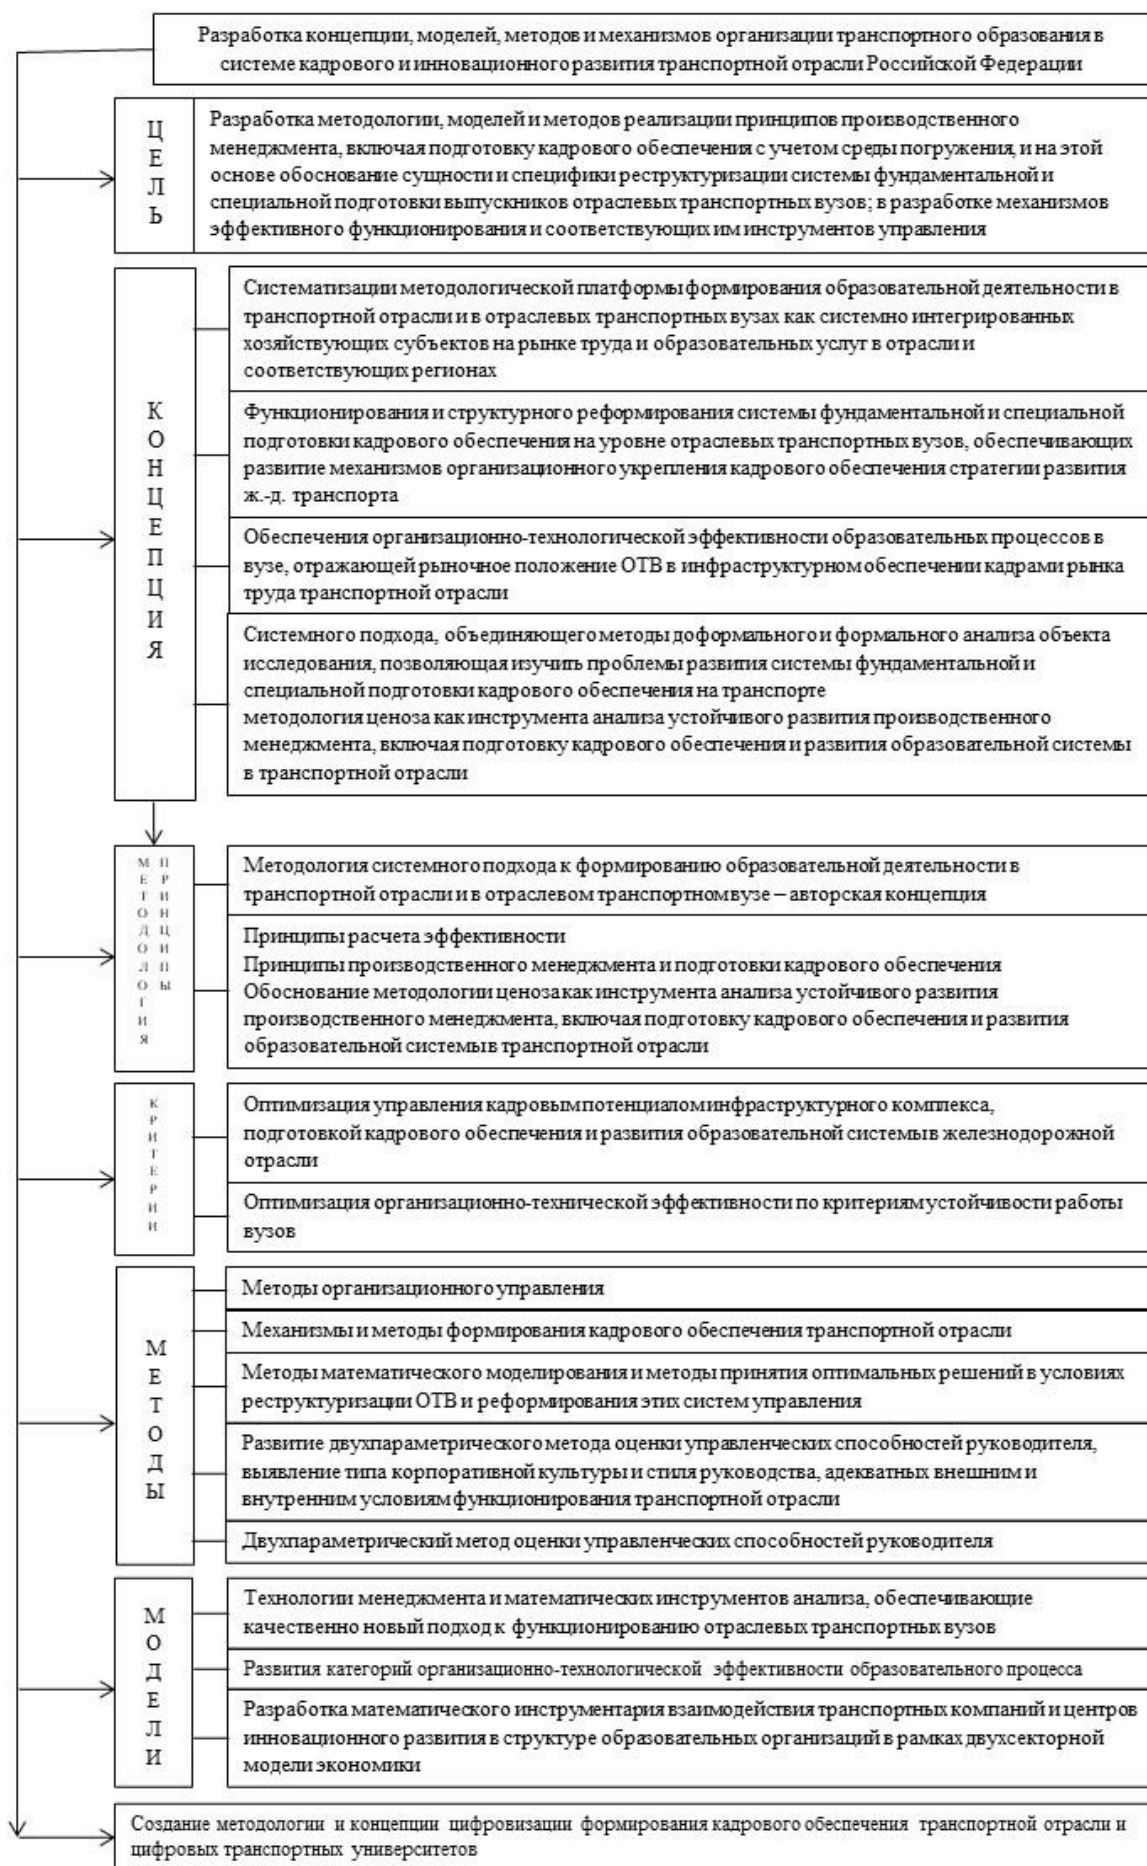 Разработка концепции, моделей, методов и механизмов организации транспортного образования в
системе кадрового и инновационного развития транспортной отрасли Российской Федерации
ЦЕЛЬ
Разработка методологии, моделей и методов реализации принципов производственного
менеджмента, включая подготовку кадрового обеспечения с учетом среды погружения, и на этой
основе обоснование сущности и специфики реструктуризации системы фундаментальной и
специальной подготовки выпускников отраслевых транспортных вузов; в разработке механизмов
эффективного функционирования и соответствующих им инструментов управления
КОНЦЕПЦИЯ
Систематизации методологической платформы формирования образовательной деятельности в
транспортной отрасли и в отраслевых транспортных вузах как системно интегрированных
хозяйствующих субъектов на рынке труда и образовательных услуг в отрасли и
соответствующих регионах
Функционирования и структурного реформирования системы фундаментальной и специальной
подготовки кадрового обеспечения на уровне отраслевых транспортных вузов, обеспечивающих
развитие механизмов организационного укрепления кадрового обеспечения стратегии развития
ж.-д. транспорта
Обеспечения организационно-технологической эффективности образовательных процессов в
вузе, отражающей рыночное положение ОТВ в инфраструктурном обеспечении кадрами рынка
труда транспортной отрасли
Системного подхода, объединяющего методы доформального и формального анализа объекта
исследования, позволяющая изучить проблемы развития системы фундаментальной и
специальной подготовки кадрового обеспечения на транспорте
методология ценоза как инструмента анализа устойчивого развития производственного
менеджмента, включая подготовку кадрового обеспечения и развития образовательной системы
в транспортной отрасли
МЕТОДОЛОГИЯ
ПРИНЦИПЫ
Методология системного подхода к формированию образовательной деятельности в
транспортной отрасли и в отраслевом транспортном вузе – авторская концепция
Принципы расчета эффективности
Принципы производственного менеджмента и подготовки кадрового обеспечения
Обоснование методологии ценоза как инструмента анализа устойчивого развития
производственного менеджмента, включая подготовку кадрового обеспечения и развития
образовательной системы в транспортной отрасли
КРИТЕРИИ
Оптимизация управления кадровым потенциалом инфраструктурного комплекса,
подготовкой кадрового обеспечения и развития образовательной системы в железнодорожной
отрасли
Оптимизация организационно-технической эффективности по критериям устойчивости работы
вузов
МЕТОДЫ
Методы организационного управления
Механизмы и методы формирования кадрового обеспечения транспортной отрасли
Методы математического моделирования и методы принятия оптимальных решений в условиях
реструктуризации ОТВ и реформирования этих систем управления
Развитие двухпараметрического метода оценки управленческих способностей руководителя,
выявление типа корпоративной культуры и стиля руководства, адекватных внешним и
внутренним условиям функционирования транспортной отрасли
Двухпараметрический метод оценки управленческих способностей руководителя
МОДЕЛИ
Технологии менеджмента и математических инструментов анализа, обеспечивающие
качественно новый подход к функционированию отраслевых транспортных вузов
Развития категорий организационно-технологической эффективности образовательного процесса
Разработка математического инструментария взаимодействия транспортных компаний и центров
инновационного развития в структуре образовательных организаций в рамках двухсекторной
модели экономики
Создание методологии и концепции цифровизации формирования кадрового обеспечения транспортной отрасли и
цифровых транспортных университетов